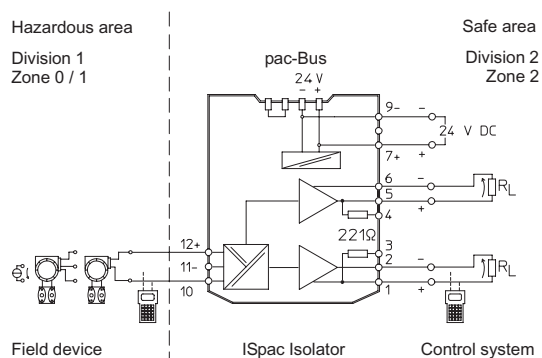 Hazardous area
Safe area
Division 1
Zone 0 / 1
pac-Bus
Division 2
Zone 2
24 V
- +
9-
-
24 V DC
7+
+
6
-
5
+
RL
4
221Ω
3
12+
11-
10
2
-
1
+
RL
Field device
ISpac Isolator
Control system